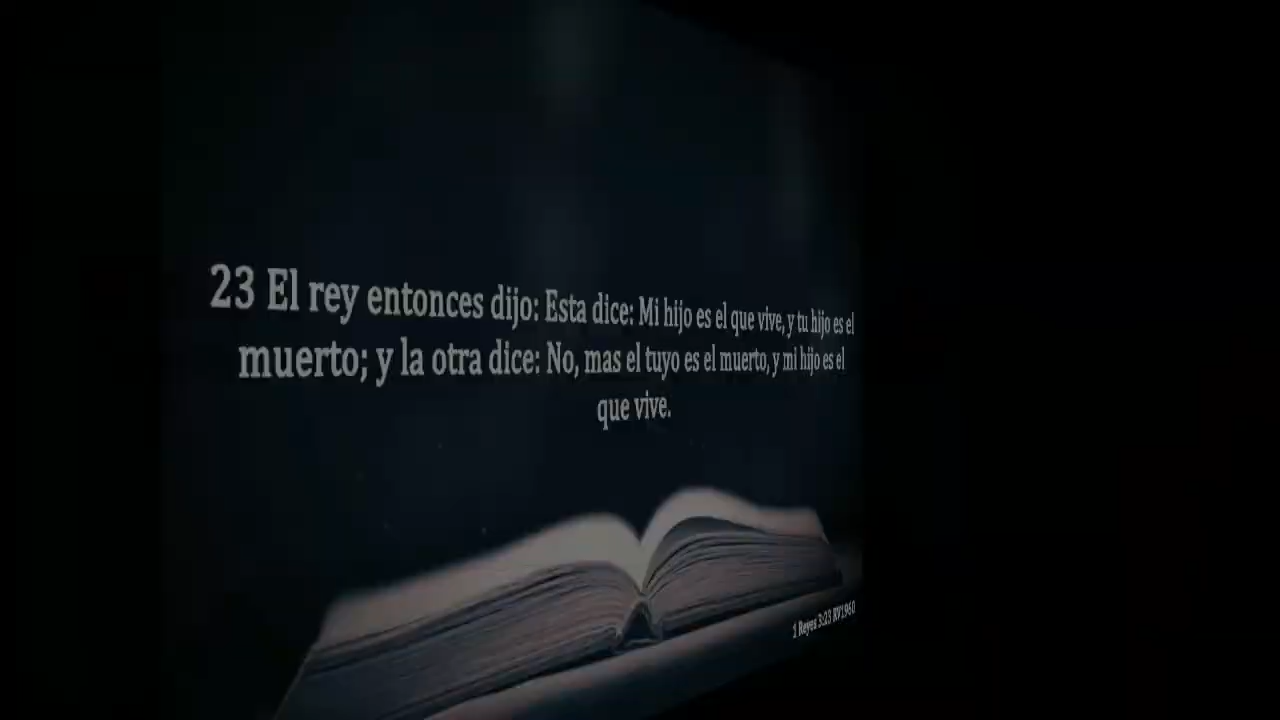 23 El rey entonces dijo: Esta dice: Mi hijo es el que vive, y tu hijo es el
muerto; y la otra dice: No, mas el tuyo es el muerto, y mi hijo es el
que vive.
1 Reyes 3:23 RV1960